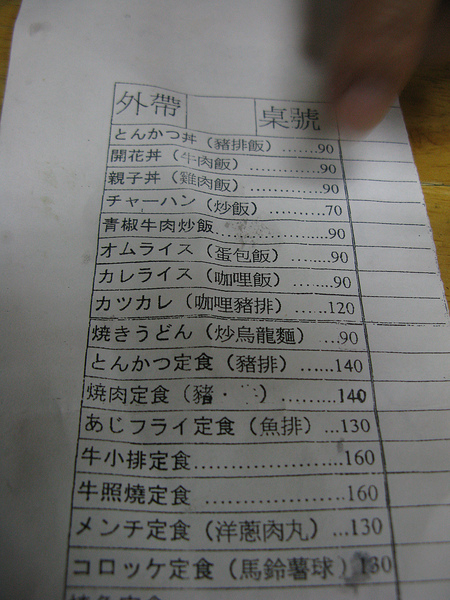 外帶 桌號
とんかつ丼（豬排飯）......90
開花丼（牛肉飯）..........90
親子丼（雞肉飯）..........90
チャーハン（炒飯）..........70
青椒牛肉炒飯..................90
オムライス（蛋包飯）......90
カレライス（咖哩飯）......90
カツカレ（咖哩豬排）......120
焼きうどん（炒烏龍麵）...90
とんかつ定食（豬排）......140
焼肉定食（豬・ ）.........140
あじフライ定食（魚排）...130
牛小排定食.....................160
牛照燒定食.....................160
メンチ定食（洋蔥肉丸）...130
コロッケ定食（馬鈴薯球）130